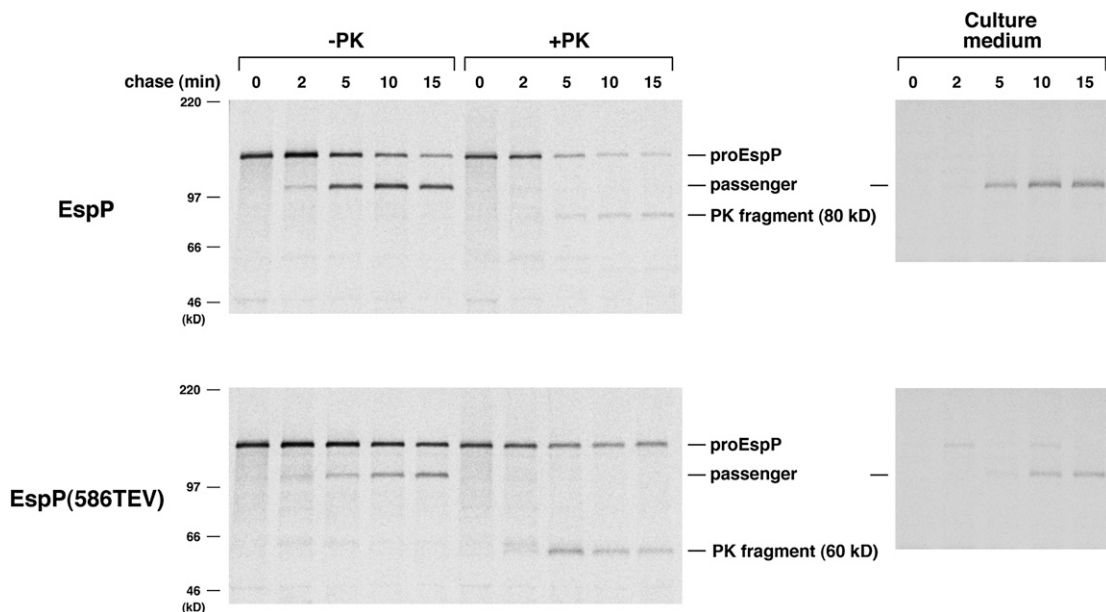 -PK +PK Culture
medium
chase (min) 0 2 5 10 15 0 2 5 10 15 0 2 5 10 15
220
proEspP
passenger
97
EspP
PK fragment (80 kD)
66
46
(kD)
220
proEspP
passenger
97
EspP(586TEV)
66
PK fragment (60 kD)
46
(kD)